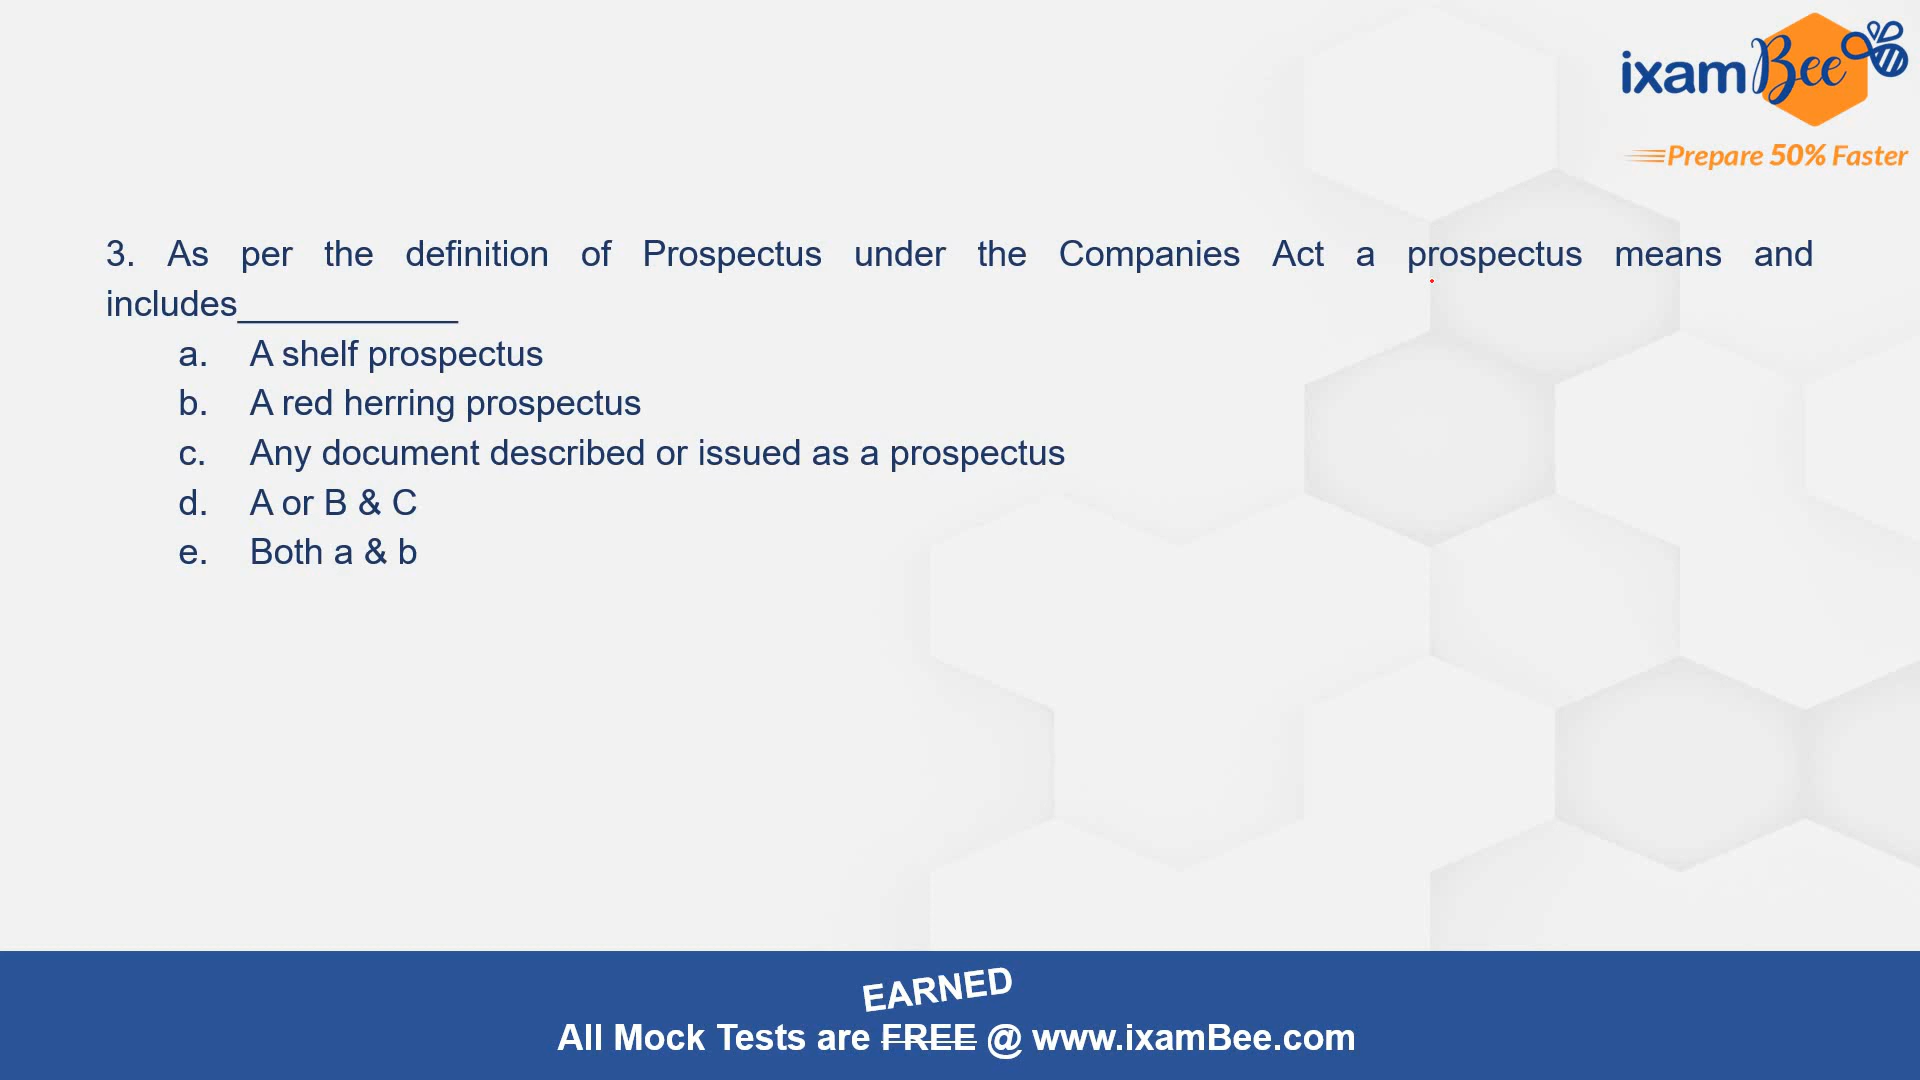 ixamBee
Prepare 50% Faster
3. As per the definition of Prospectus under the Companies Act a prospectus means and
includes___________
a. A shelf prospectus
b. A red herring prospectus
c. Any document described or issued as a prospectus
d. A or B & C
e. Both a & b
EARNED
All Mock Tests are FREE @ www.ixamBee.com